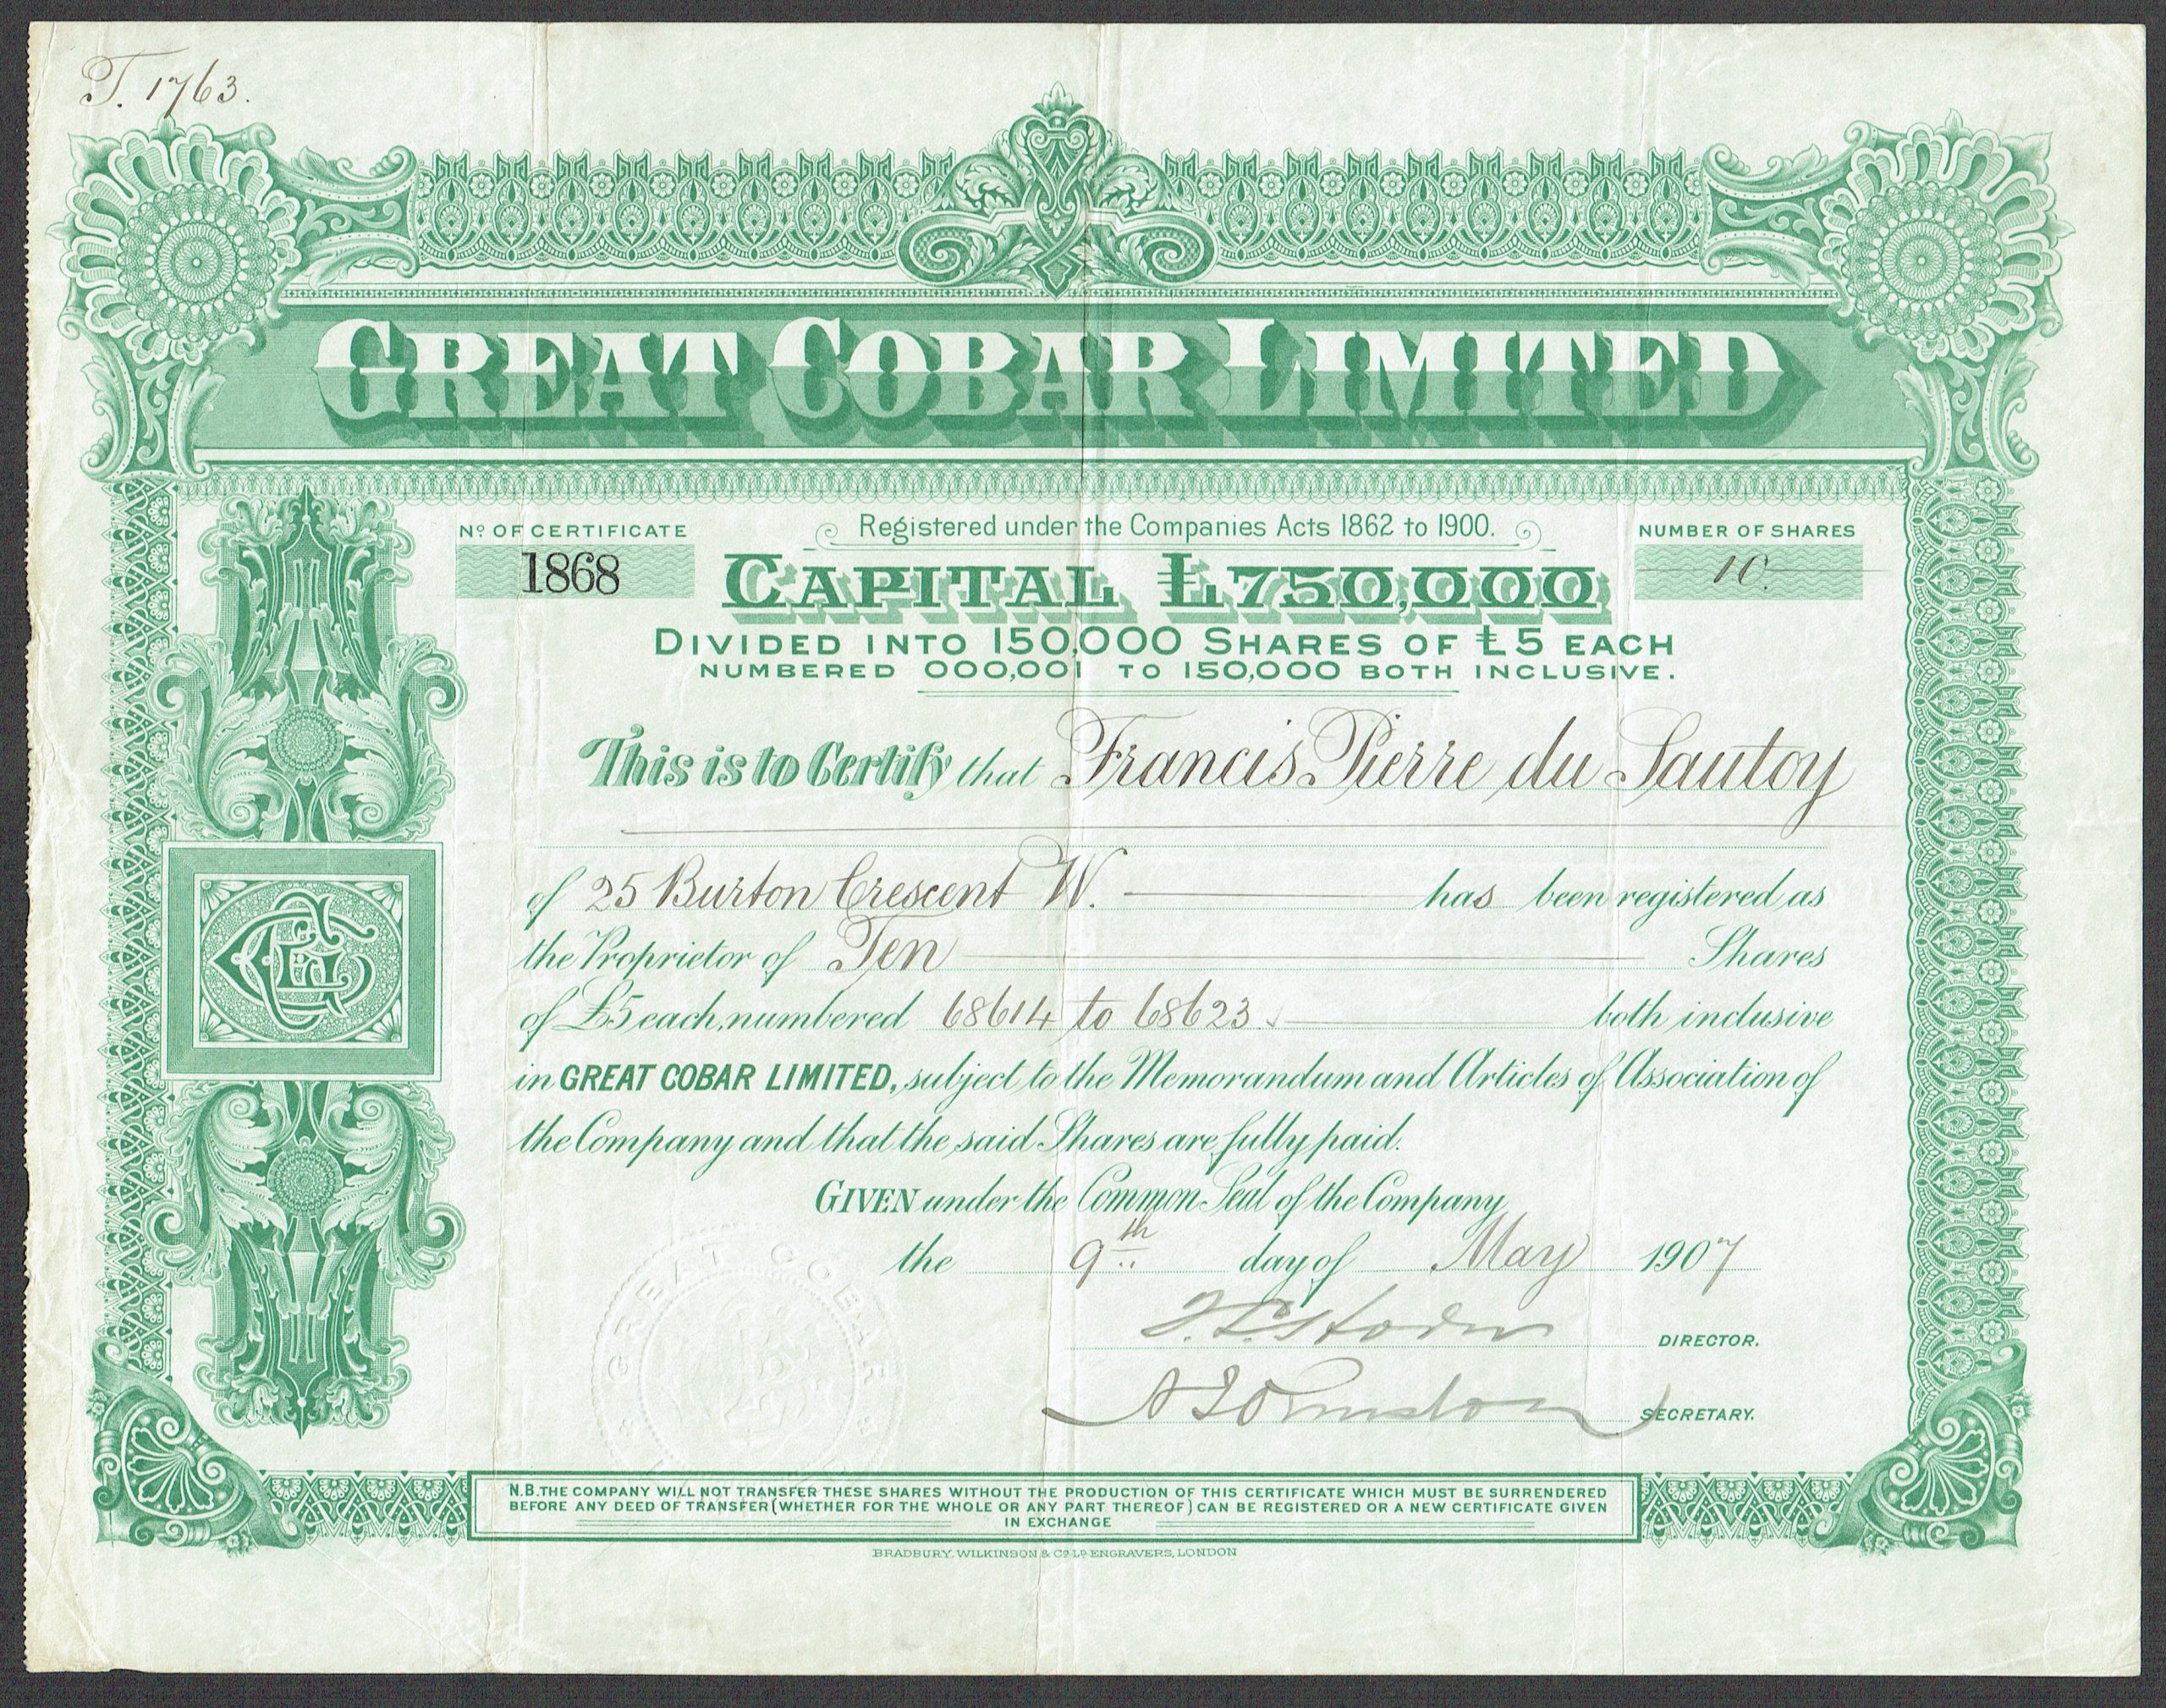 T. 1763.
GREAT COBAR LIMITED
Nº OF CERTIFICATE
1868
Registered under the Companies Acts 1862 to 1900.
NUMBER OF SHARES
10.
CAPITAL £750,000
DIVIDED INTO 150,000 SHARES OF £5 EACH
NUMBERED 000,001 TO 150,000 BOTH INCLUSIVE.
This is to Certify that Francis Pierre du Sautoy
of 25 Burton Crescent W. has been registered as
the Proprietor of Ten Shares
of £5 each, numbered 68614 to 68623. both inclusive
in GREAT COBAR LIMITED, subject to the Memorandum and Articles of Association of
the Company and that the said Shares are fully paid.
GIVEN under the Common Seal of the Company
the 9th day of May 1907
DIRECTOR.
SECRETARY.
GREAT COBAR
N.B. THE COMPANY WILL NOT TRANSFER THESE SHARES WITHOUT THE PRODUCTION OF THIS CERTIFICATE WHICH MUST BE SURRENDERED
BEFORE ANY DEED OF TRANSFER (WHETHER FOR THE WHOLE OR ANY PART THEREOF) CAN BE REGISTERED OR A NEW CERTIFICATE GIVEN
IN EXCHANGE
BRADBURY, WILKINSON & Cº Lᴰ ENGRAVERS, LONDON